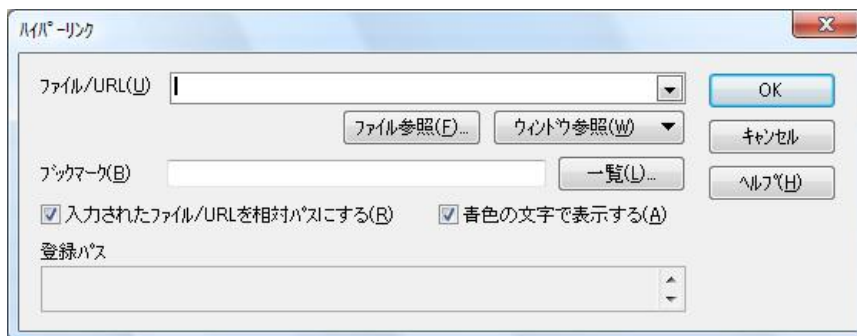 ﾊｲﾊﾟｰﾘﾝｸ
ﾌｧｲﾙ/URL(U)
OK
ﾌｧｲﾙ参照(F)...
ｳｨﾝﾄﾞｳ参照(W)
ｷｬﾝｾﾙ
ﾌﾞｯｸﾏｰｸ(B)
一覧(L)...
ﾍﾙﾌﾟ(H)
入力されたﾌｧｲﾙ/URLを相対ﾊﾟｽにする(R)
青色の文字で表示する(A)
登録ﾊﾟｽ